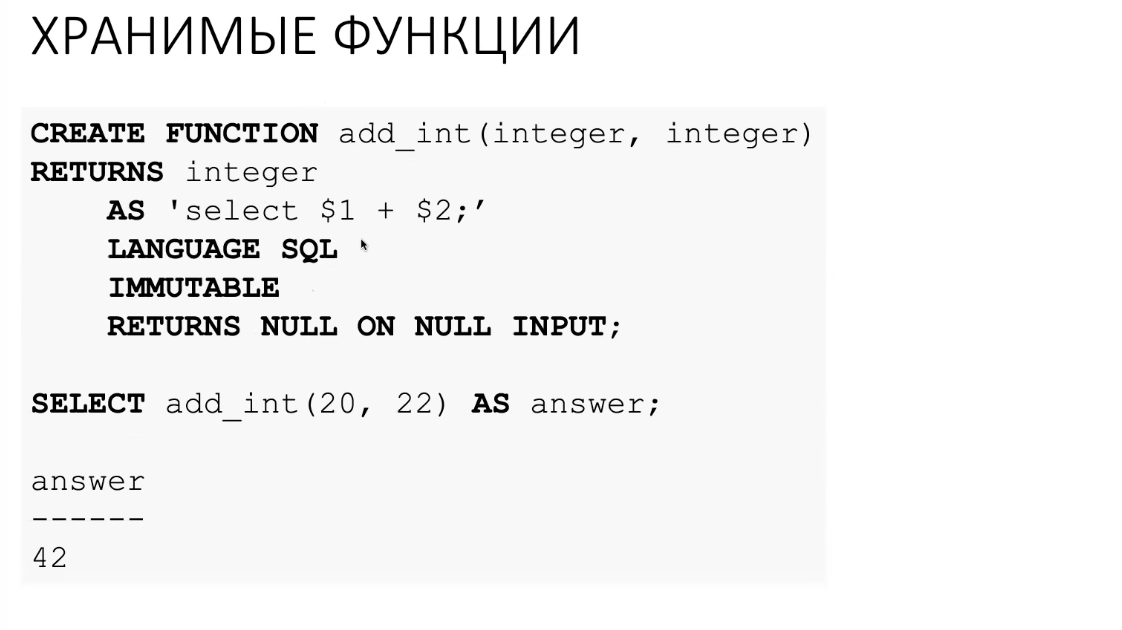 ХРАНИМЫЕ ФУНКЦИИ
CREATE FUNCTION add_int(integer, integer)
RETURNS integer
AS 'select $1 + $2;’
LANGUAGE SQL
IMMUTABLE
RETURNS NULL ON NULL INPUT;
SELECT add_int(20, 22) AS answer;
answer
------
42